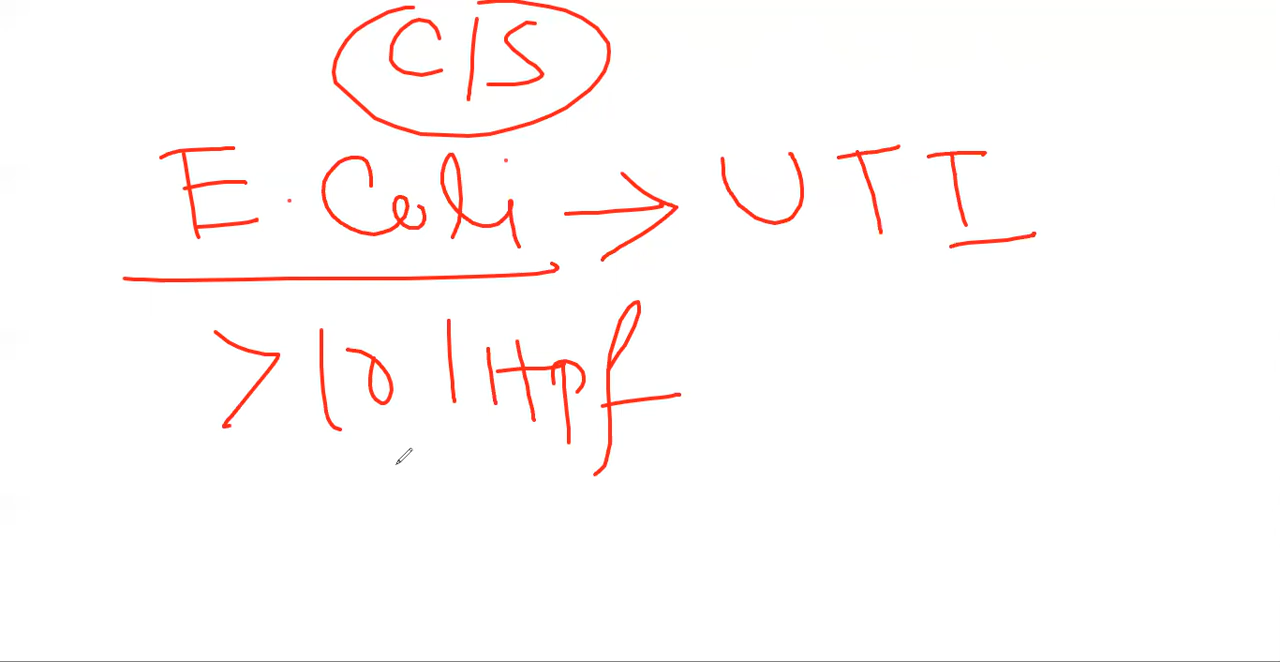 C/S
E. Coli → UTI
>10/Hpf